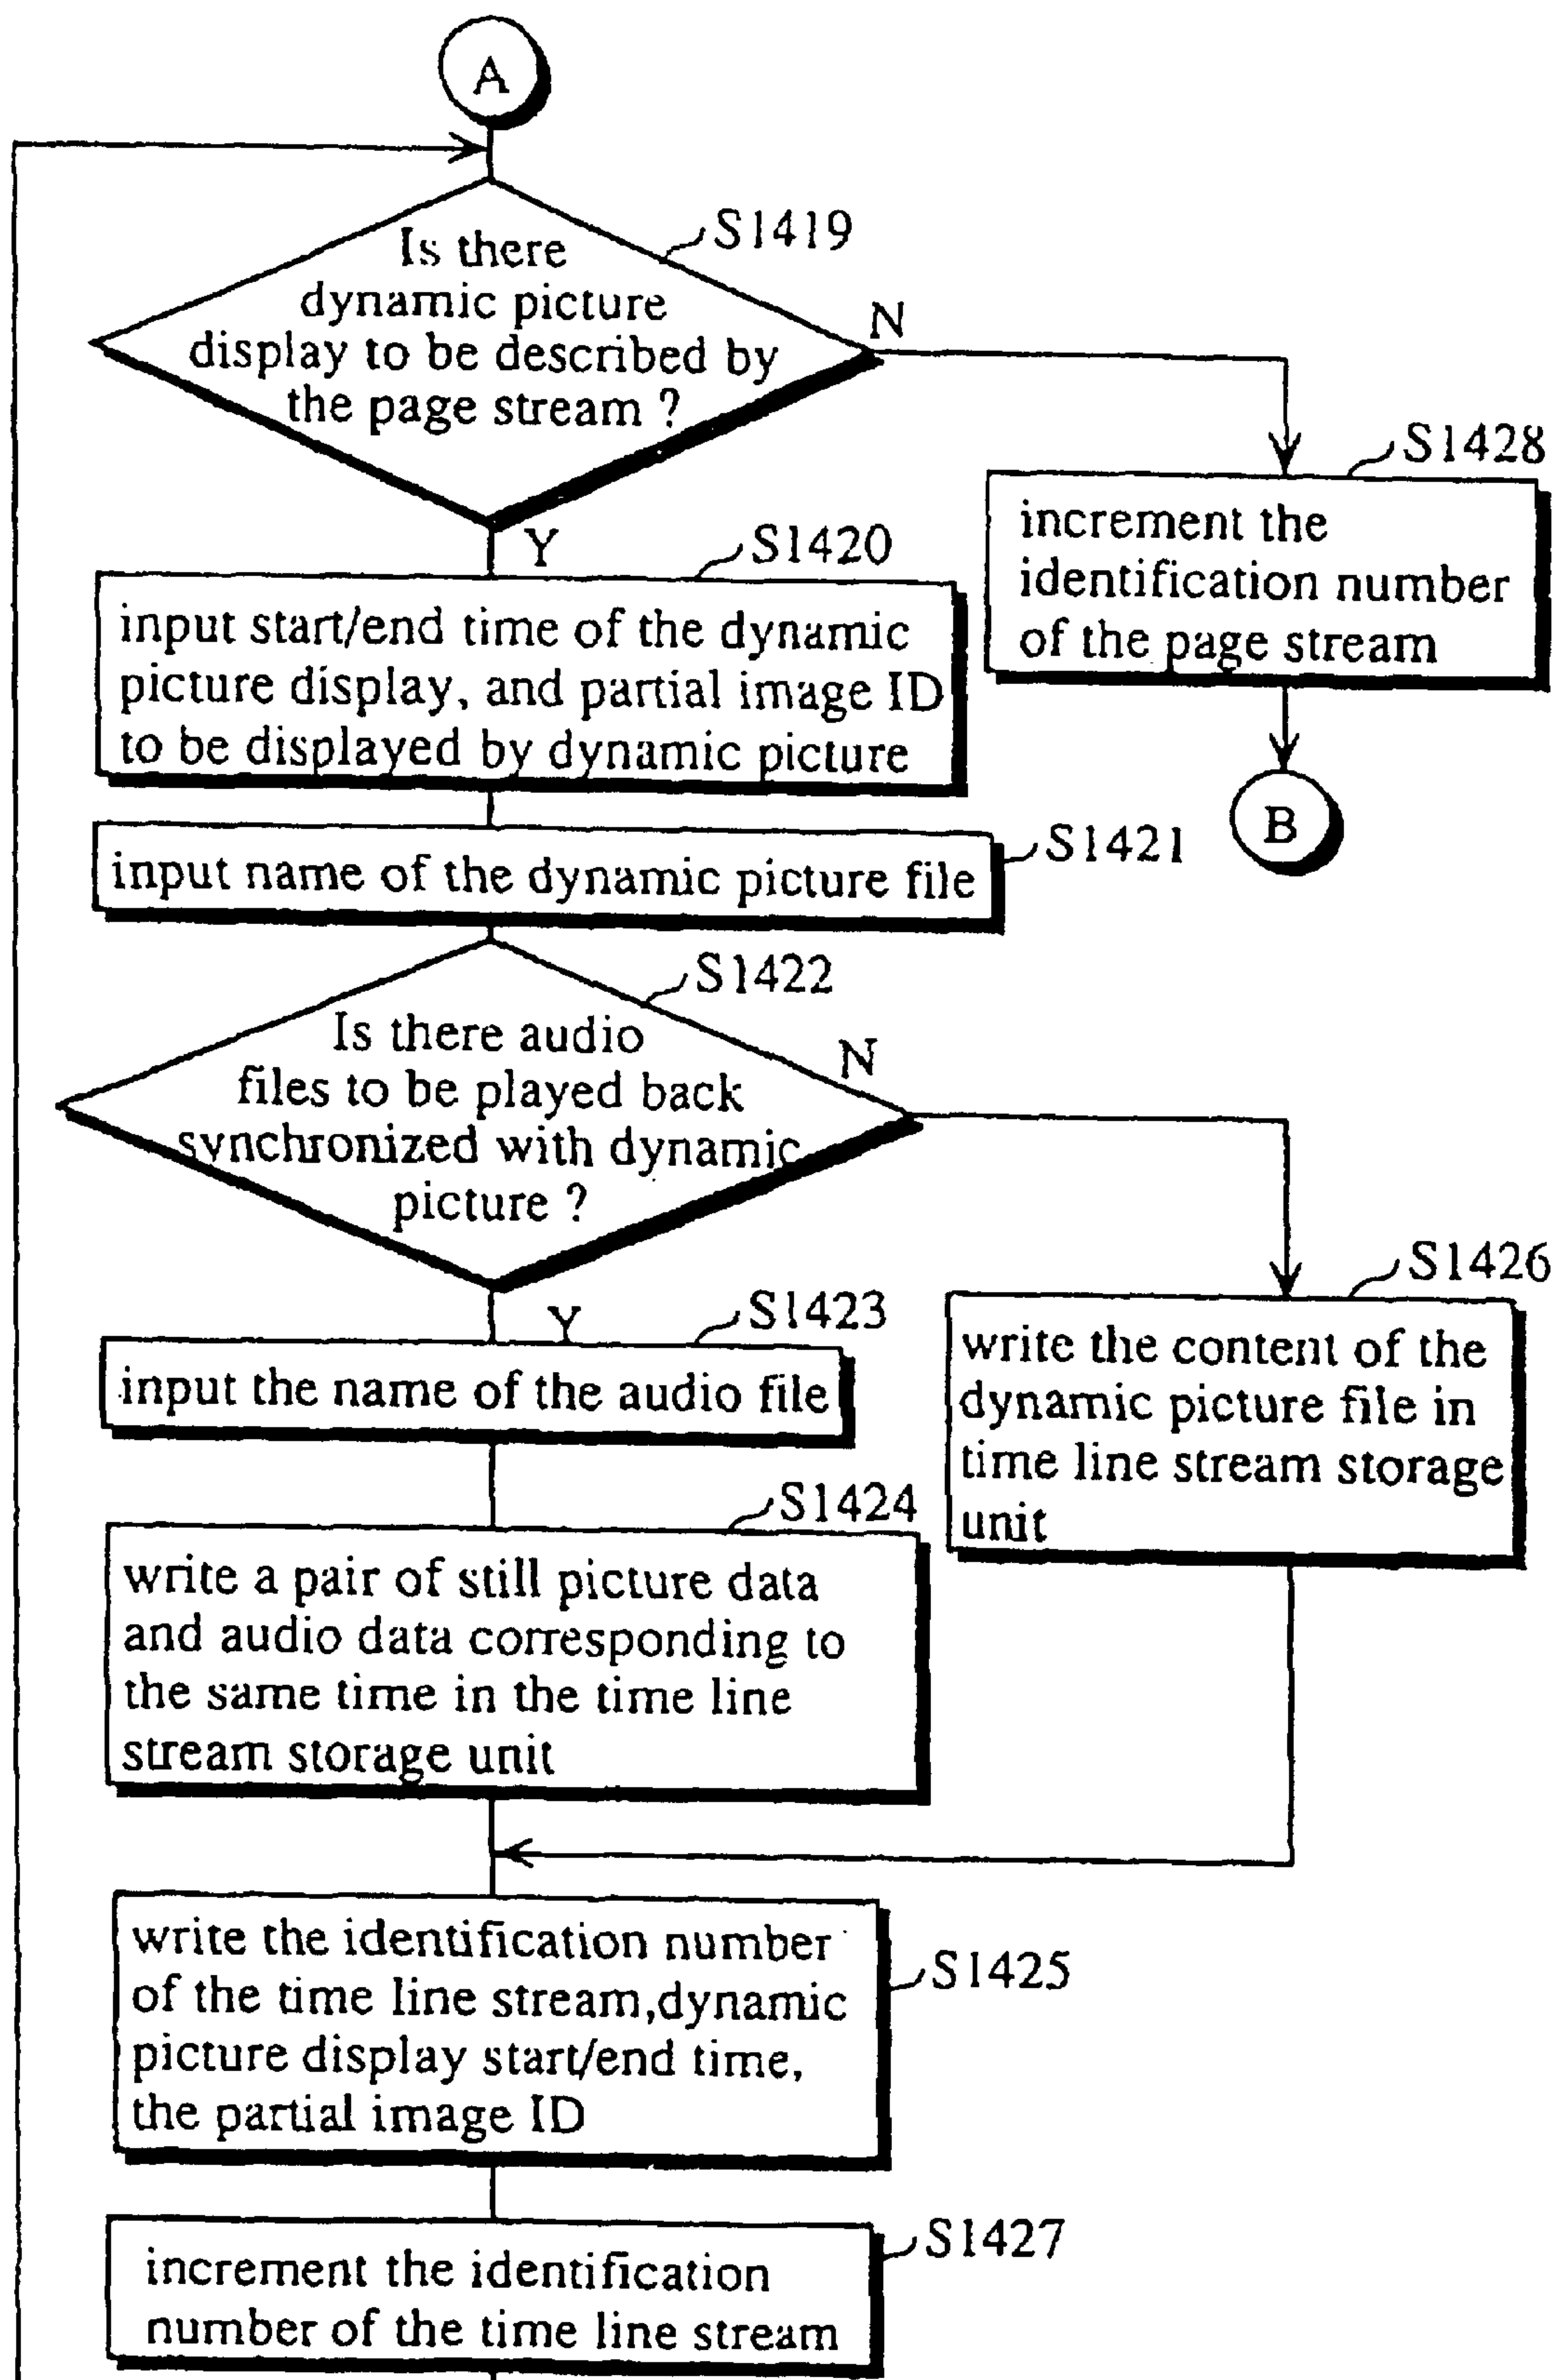 A
Is there
dynamic picture
display to be described by
the page stream ?
S1419
N
Y
S1428
increment the
identification number
of the page stream
B
S1420
input start/end time of the dynamic
picture display, and partial image ID
to be displayed by dynamic picture
S1421
input name of the dynamic picture file
S1422
Is there audio
files to be played back
synchronized with dynamic
picture ?
N
Y
S1423
input the name of the audio file
S1426
write the content of the
dynamic picture file in
time line stream storage
unit
S1424
write a pair of still picture data
and audio data corresponding to
the same time in the time line
stream storage unit
write the identification number
of the time line stream,dynamic
picture display start/end time,
the partial image ID
S1425
S1427
increment the identification
number of the time line stream